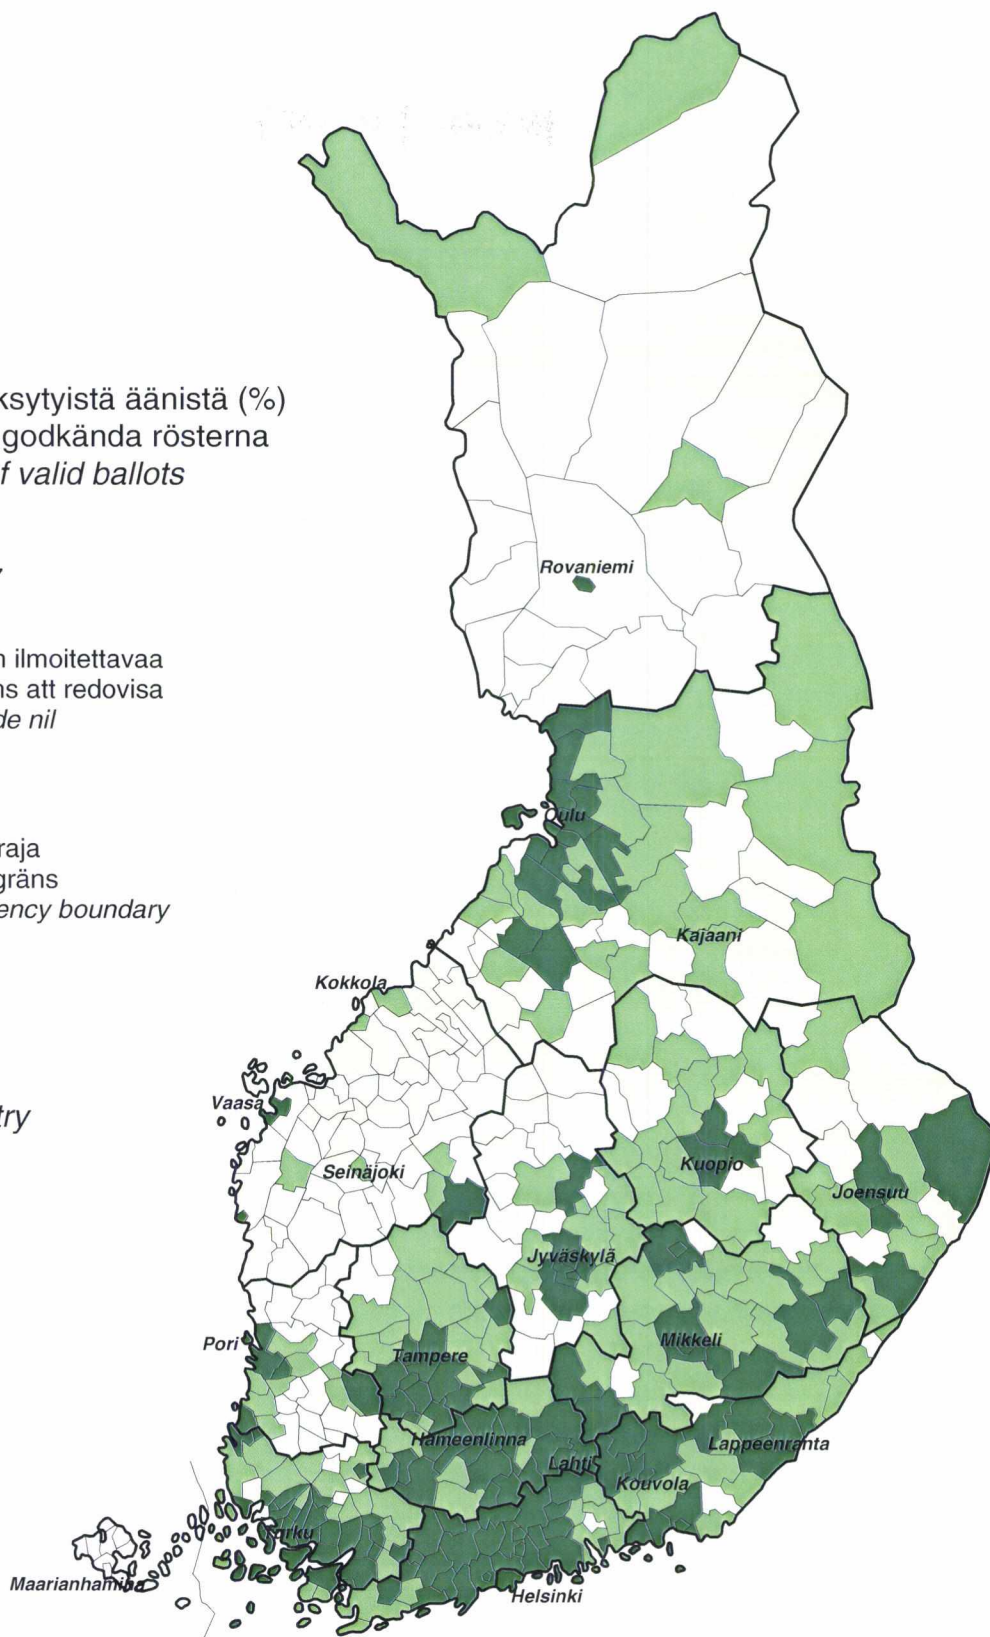 ksytyistä äänistä (%)
godkända rösterna
f valid ballots
n ilmoitettavaa
ns att redovisa
de nil
raja
gräns
ency boundary
try
Rovaniemi
Oulu
Kajaani
Kokkola
Vaasa
Seinäjoki
Kuopio
Joensuu
Jyväskylä
Pori
Tampere
Mikkeli
Hämeenlinna
Lahti
Lappeenranta
Kouvola
Turku
Maarianhamina
Helsinki